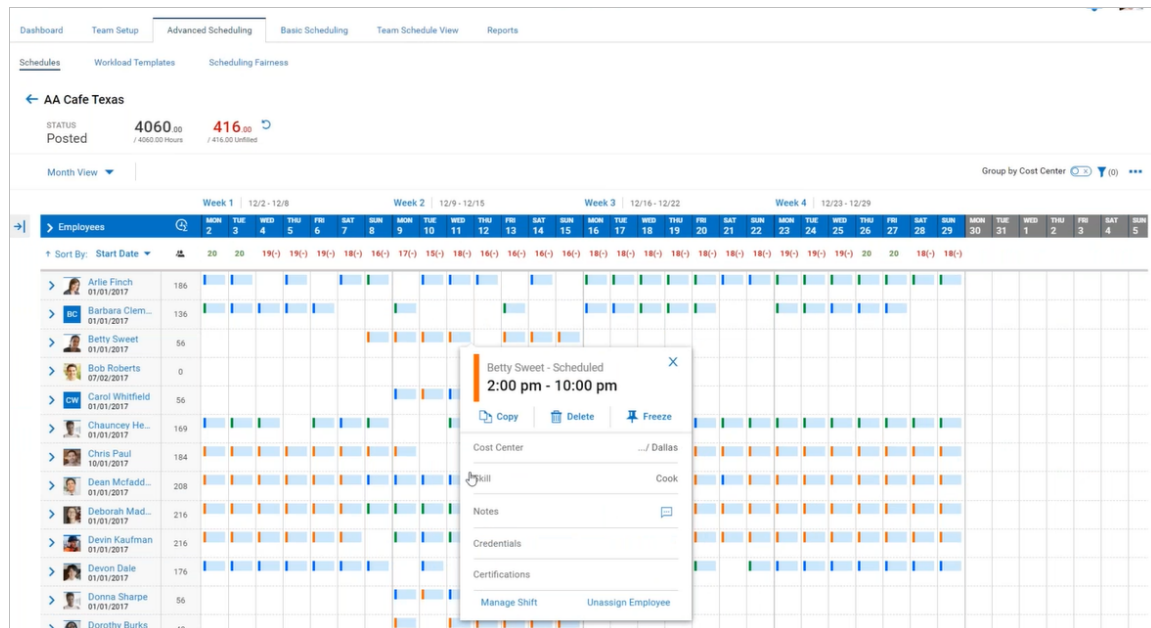 Dashboard Team Setup Advanced Scheduling Basic Scheduling Team Schedule View Reports
Schedules Workload Templates Scheduling Fairness
AA Cafe Texas
STATUS
Posted
4060.00
/ 4060.00 Hours
416.00
/ 416.00 Unfilled
Month View
Group by Cost Center (0)
Week 1 12/2 - 12/8 Week 2 12/9 - 12/15 Week 3 12/16 - 12/22 Week 4 12/23 - 12/29
Employees
MON TUE WED THU FRI SAT SUN MON TUE WED THU FRI SAT SUN MON TUE WED THU FRI SAT SUN MON TUE WED THU FRI SAT SUN MON TUE WED THU FRI SAT SUN
2 3 4 5 6 7 8 9 10 11 12 13 14 15 16 17 18 19 20 21 22 23 24 25 26 27 28 29 30 31 1 2 3 4 5
Sort By: Start Date 20 20 19(-) 19(-) 19(-) 18(-) 16(-) 17(-) 15(-) 18(-) 16(-) 16(-) 16(-) 16(-) 18(-) 18(-) 18(-) 18(-) 18(-) 18(-) 18(-) 19(-) 19(-) 19(-) 20 20 18(-) 18(-)
Arlie Finch
01/01/2017
186
BC
Barbara Clem...
01/01/2017
136
Betty Sweet
01/01/2017
56
Bob Roberts
07/02/2017
0
CW
Carol Whitfield
01/01/2017
56
Chauncey He...
01/01/2017
169
Chris Paul
10/01/2017
184
Dean Mcfadd...
01/01/2017
208
Deborah Mad...
01/01/2017
216
Devin Kaufman
01/01/2017
216
Devon Dale
01/01/2017
176
Donna Sharpe
01/01/2017
56
Dorothy Burks
Betty Sweet - Scheduled
2:00 pm - 10:00 pm
Copy Delete Freeze
Cost Center .../ Dallas
Skill Cook
Notes
Credentials
Certifications
Manage Shift Unassign Employee